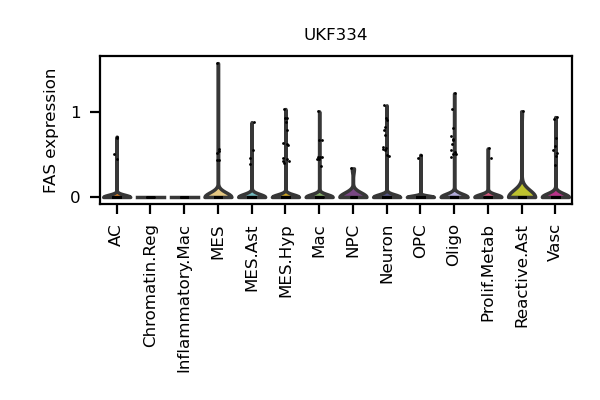 UKF334
FAS expression
1
0
AC
Chromatin.Reg
Inflammatory.Mac
MES
MES.Ast
MES.Hyp
Mac
NPC
Neuron
OPC
Oligo
Prolif.Metab
Reactive.Ast
Vasc